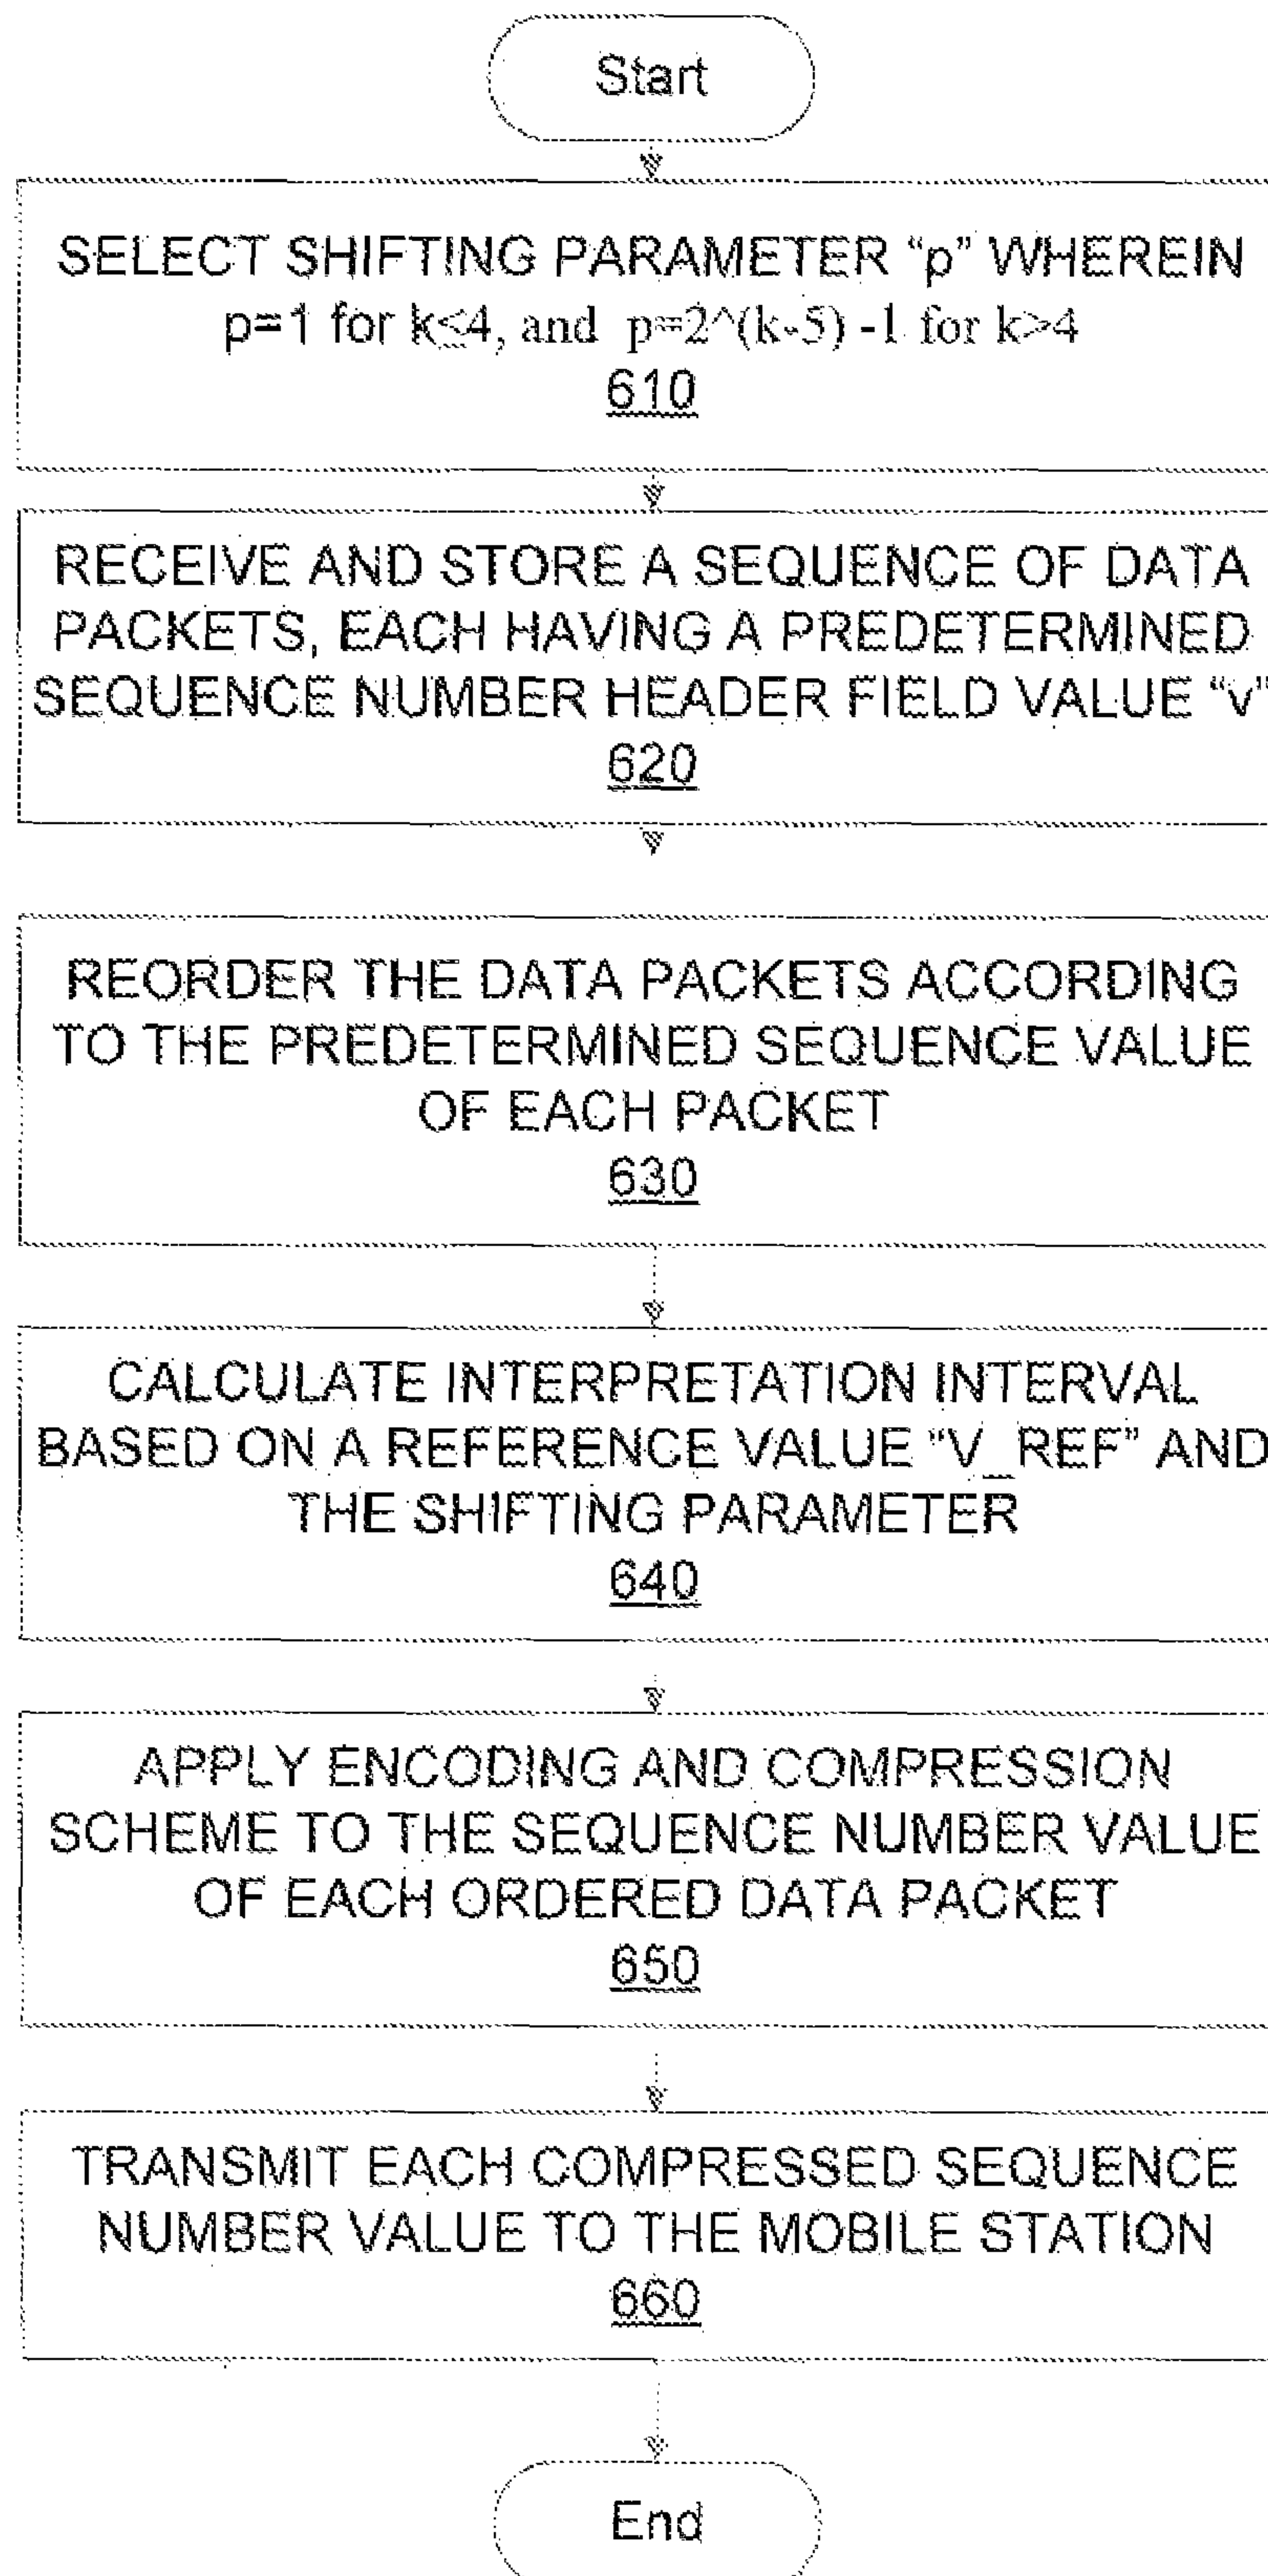 Start
SELECT SHIFTING PARAMETER “p” WHEREIN
p=1 for k≤4, and p=2^(k-5) -1 for k>4
610
RECEIVE AND STORE A SEQUENCE OF DATA
PACKETS, EACH HAVING A PREDETERMINED
SEQUENCE NUMBER HEADER FIELD VALUE “v”
620
REORDER THE DATA PACKETS ACCORDING
TO THE PREDETERMINED SEQUENCE VALUE
OF EACH PACKET
630
CALCULATE INTERPRETATION INTERVAL
BASED ON A REFERENCE VALUE “V_REF” AND
THE SHIFTING PARAMETER
640
APPLY ENCODING AND COMPRESSION
SCHEME TO THE SEQUENCE NUMBER VALUE
OF EACH ORDERED DATA PACKET
650
TRANSMIT EACH COMPRESSED SEQUENCE
NUMBER VALUE TO THE MOBILE STATION
660
End